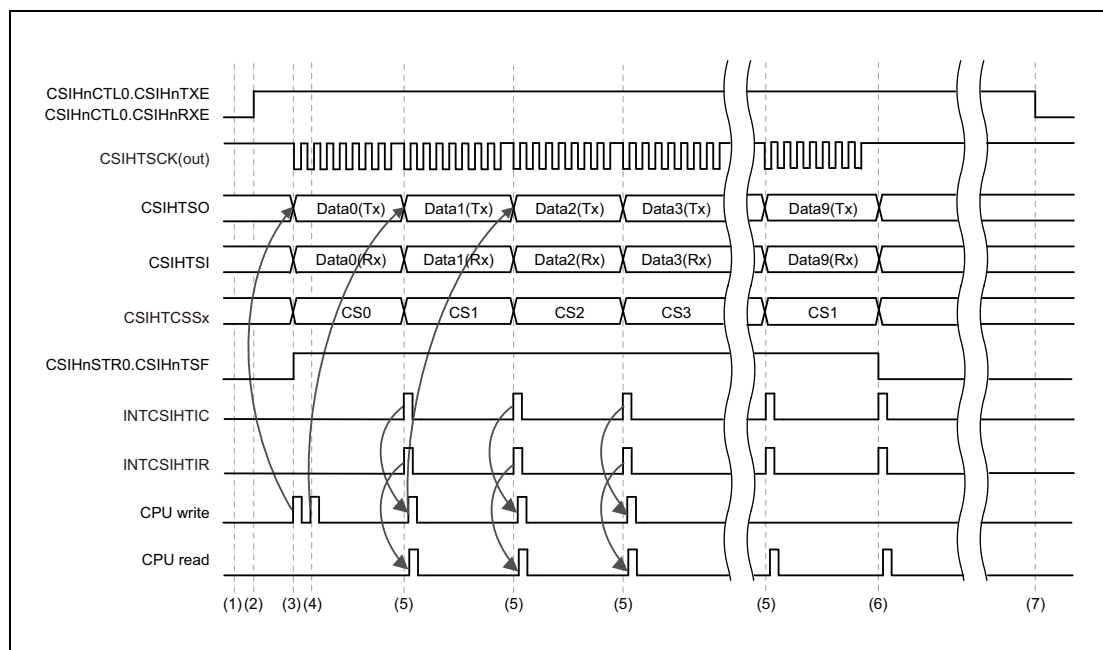 CSIHnCTL0.CSIHnTXE
CSIHnCTL0.CSIHnRXE
CSIHTSCK(out)
CSIHTSO Data0(Tx) Data1(Tx) Data2(Tx) Data3(Tx) Data9(Tx)
CSIHTSI Data0(Rx) Data1(Rx) Data2(Rx) Data3(Rx) Data9(Rx)
CSIHTCSSx CS0 CS1 CS2 CS3 CS1
CSIHnSTR0.CSIHnTSF
INTCSIHTIC
INTCSIHTIR
CPU write
CPU read
(1) (2) (3) (4) (5) (5) (5) (5) (6) (7)